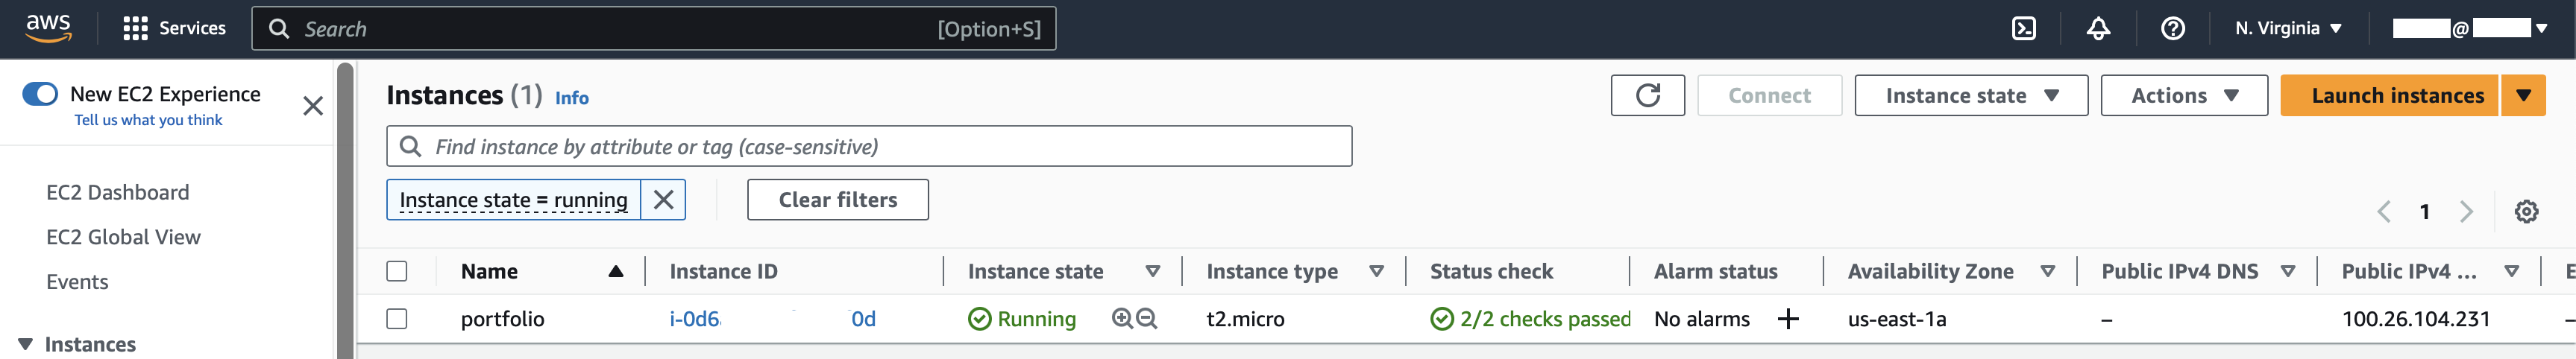 aws
Services
Search
[Option+S]
N. Virginia
@
New EC2 Experience
Tell us what you think
EC2 Dashboard
EC2 Global View
Events
Instances
Instances (1) Info
Connect
Instance state
Actions
Launch instances
Find instance by attribute or tag (case-sensitive)
Instance state = running
Clear filters
1
Name Instance ID Instance state Instance type Status check Alarm status Availability Zone Public IPv4 DNS Public IPv4 ... E
portfolio i-0d6 0d Running t2.micro 2/2 checks passed No alarms + us-east-1a – 100.26.104.231 –